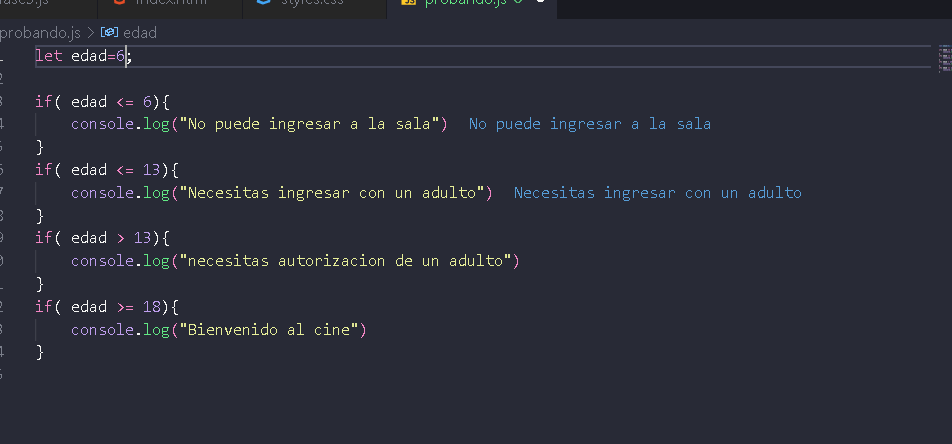 index.html
styles.css
probando.js
probando.js > edad
let edad=6;
if( edad <= 6){
console.log("No puede ingresar a la sala") No puede ingresar a la sala
}
if( edad <= 13){
console.log("Necesitas ingresar con un adulto") Necesitas ingresar con un adulto
}
if( edad > 13){
console.log("necesitas autorizacion de un adulto")
}
if( edad >= 18){
console.log("Bienvenido al cine")
}